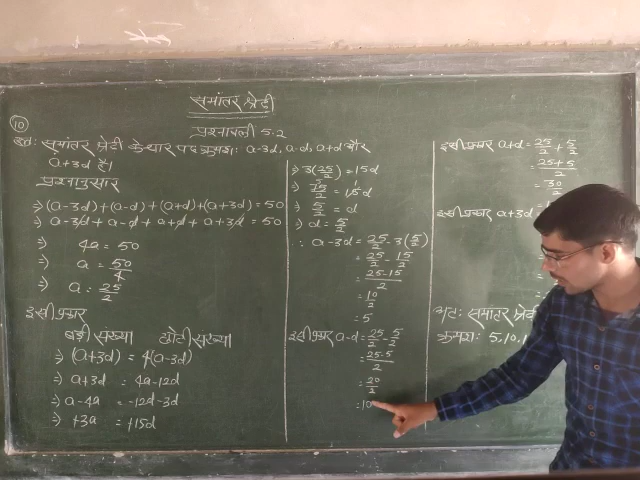 समांतर श्रेढ़ी
प्रश्नावली 5.2
10
हल: समांतर श्रेढ़ी के चार पद क्रमश: a-3d, a-d, a+d और
a+3d है।
प्रश्नानुसार
⇒ (a-3d)+(a-d)+(a+d)+(a+3d) = 50
⇒ a-3d+a-d+a+d+a+3d = 50
⇒ 4a = 50
⇒ a = 50/4
⇒ a = 25/2
इसी प्रकार
बड़ी संख्या छोटी संख्या
⇒ (a+3d) = 4(a-3d)
⇒ a+3d = 4a-12d
⇒ a-4a = -12d-3d
⇒ +3a = +15d
⇒ 3(25/2) = 15d
⇒ 75/2 = 15d
⇒ 5/2 = d
⇒ d = 5/2
∴ a-3d = 25/2 - 3(5/2)
= 25/2 - 15/2
= 25-15/2
= 10/2
= 5
इसी प्रकार a-d = 25/2 - 5/2
= 25-5/2
= 20/2
= 10
इसी प्रकार a+d = 25/2 + 5/2
= 25+5/2
= 30/2
इसी प्रकार a+3d =
अत: समांतर श्रेढ़ी
क्रमश: 5, 10, 1